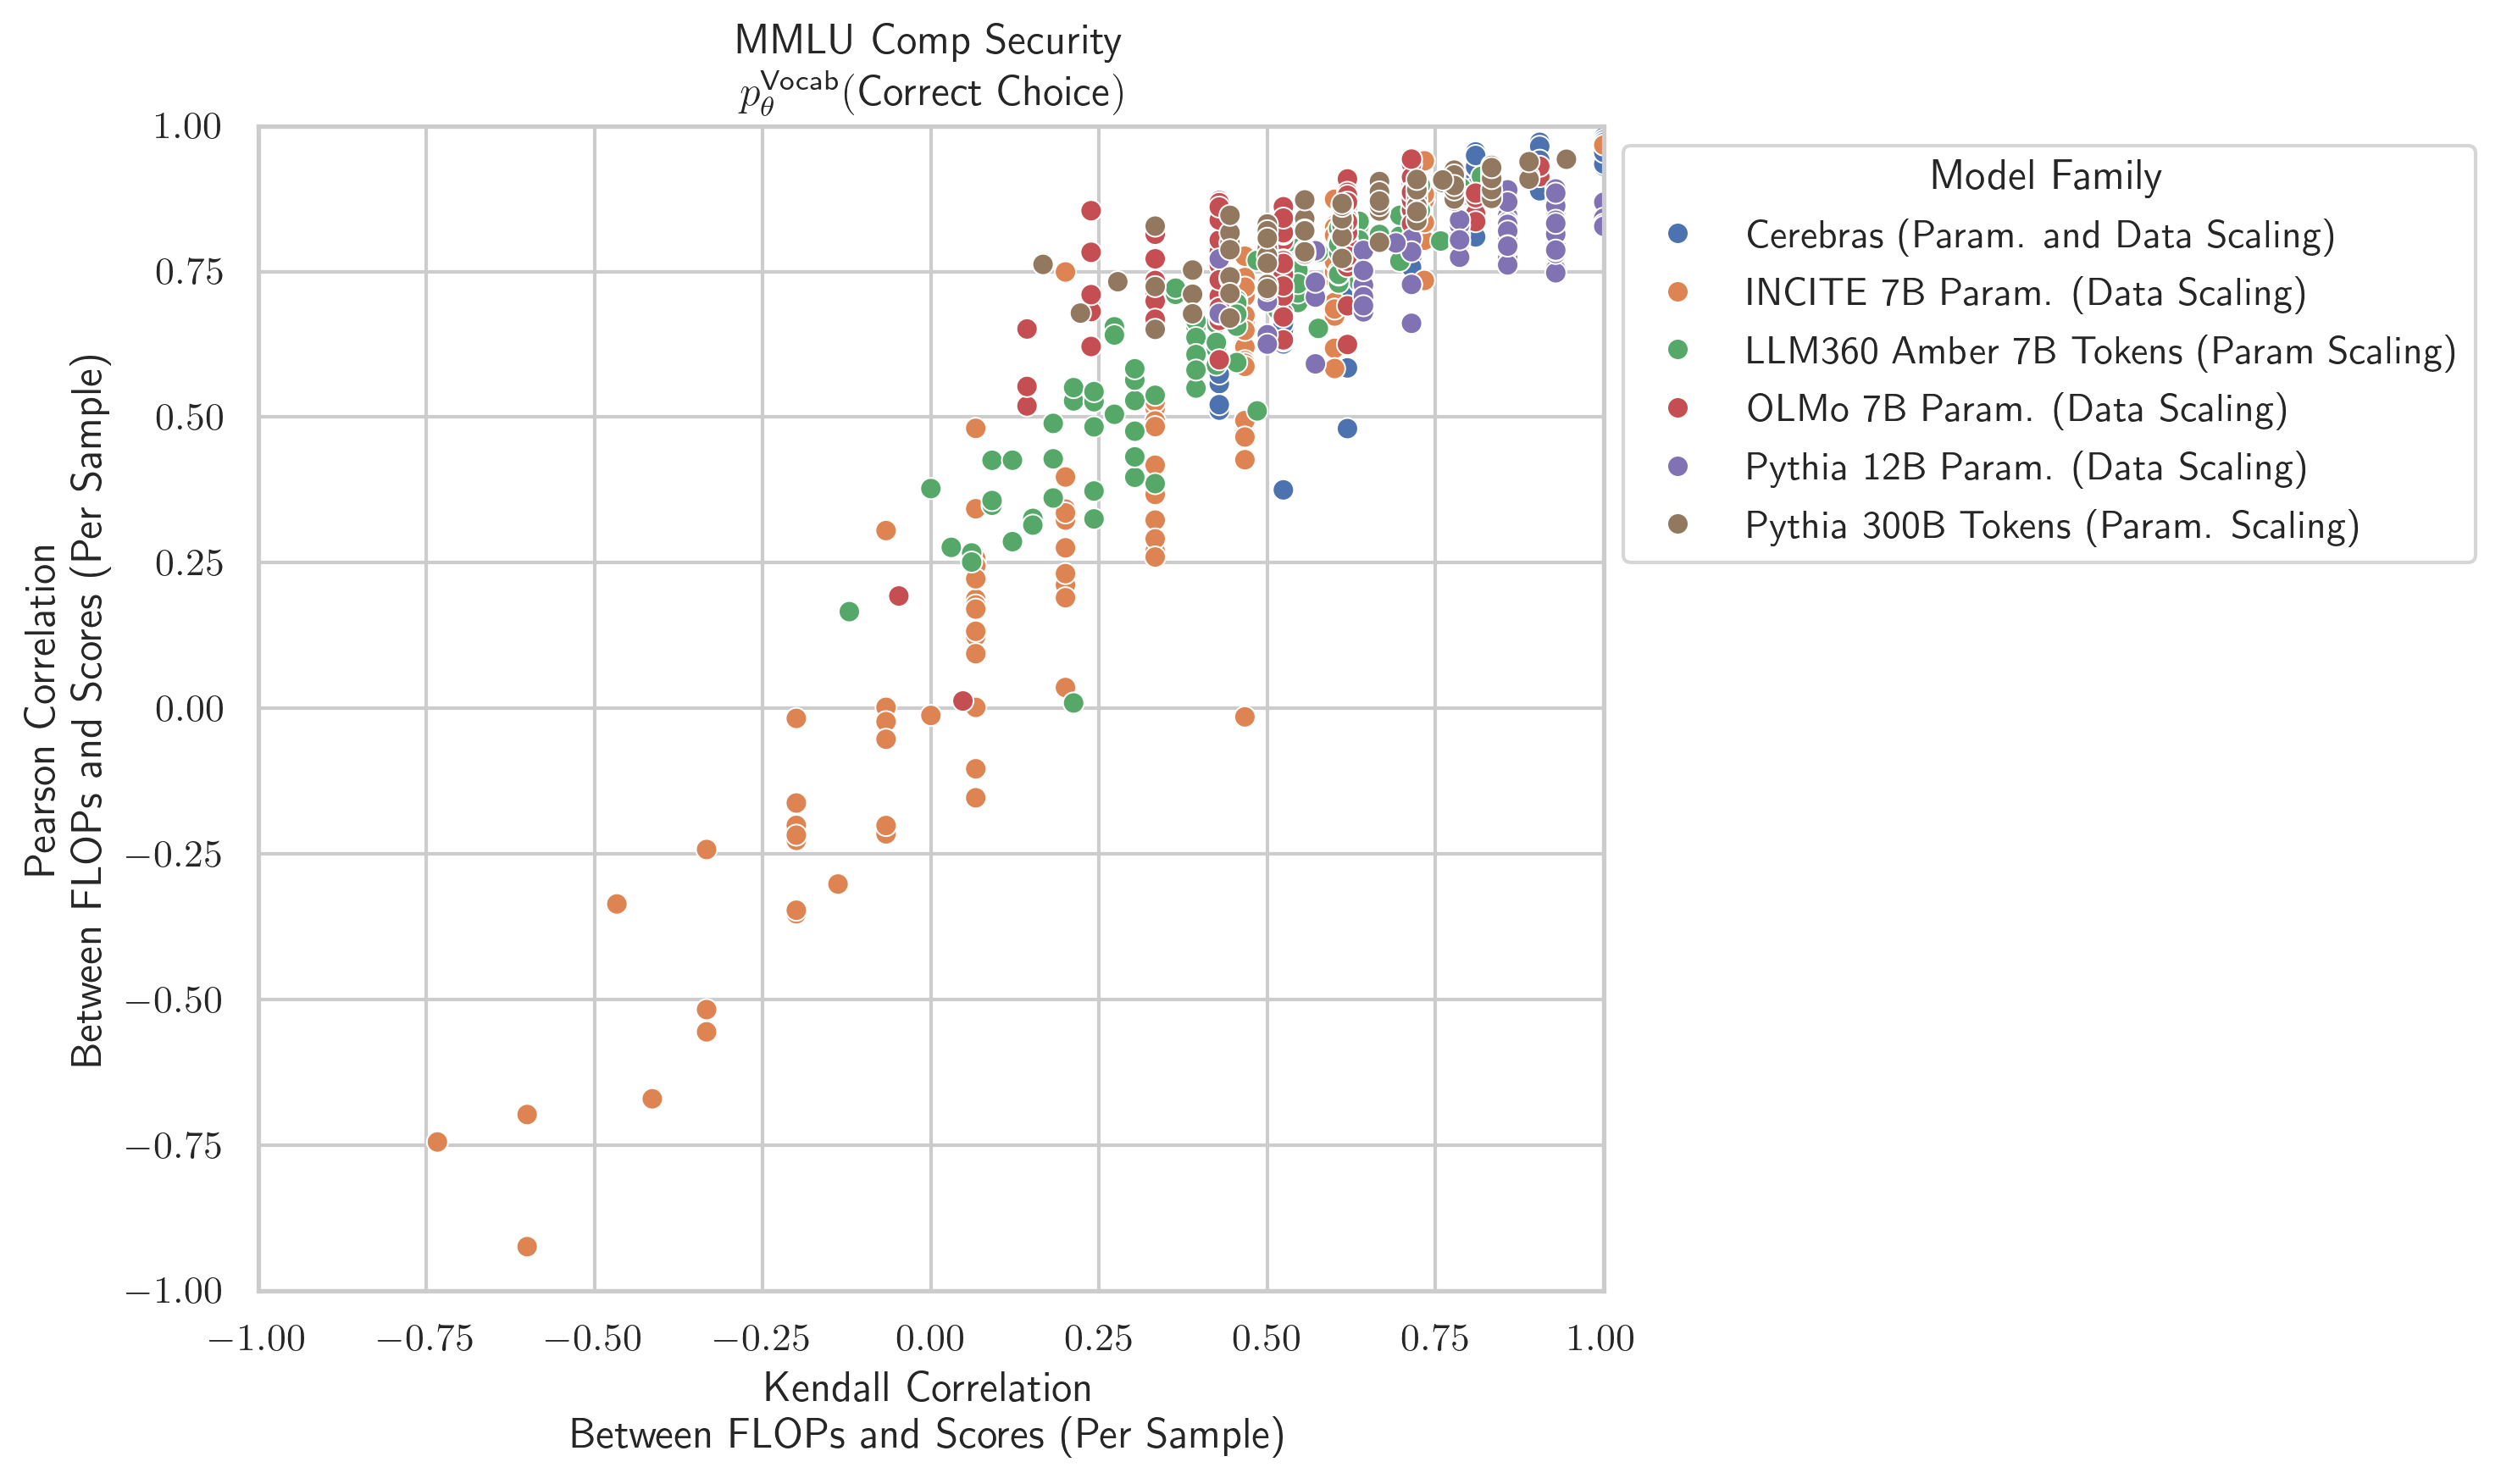 MMLU Comp Security
$p_\theta^{\text{Vocab}}$(Correct Choice)
1.00
0.75
0.50
0.25
0.00
−0.25
−0.50
−0.75
−1.00
Pearson Correlation
Between FLOPs and Scores (Per Sample)
−1.00 −0.75 −0.50 −0.25 0.00 0.25 0.50 0.75 1.00
Kendall Correlation
Between FLOPs and Scores (Per Sample)
Model Family
Cerebras (Param. and Data Scaling)
INCITE 7B Param. (Data Scaling)
LLM360 Amber 7B Tokens (Param Scaling)
OLMo 7B Param. (Data Scaling)
Pythia 12B Param. (Data Scaling)
Pythia 300B Tokens (Param. Scaling)